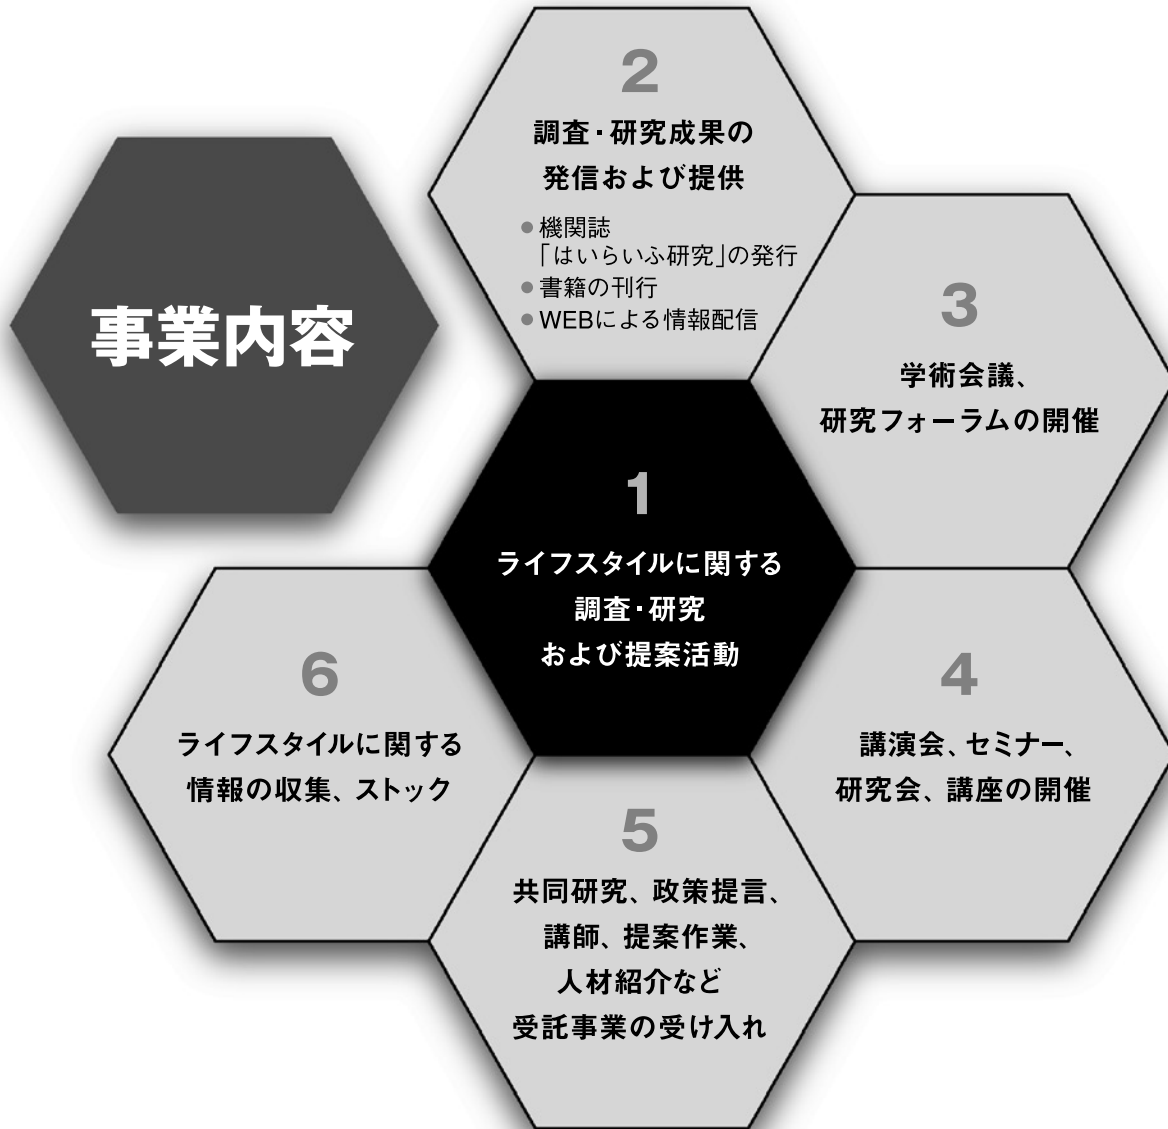 事業内容
1
ライフスタイルに関する
調査・研究
および提案活動
2
調査・研究成果の
発信および提供
● 機関誌
「はいらいふ研究」の発行
● 書籍の刊行
● WEBによる情報配信
3
学術会議、
研究フォーラムの開催
4
講演会、セミナー、
研究会、講座の開催
5
共同研究、政策提言、
講師、提案作業、
人材紹介など
受託事業の受け入れ
6
ライフスタイルに関する
情報の収集、ストック